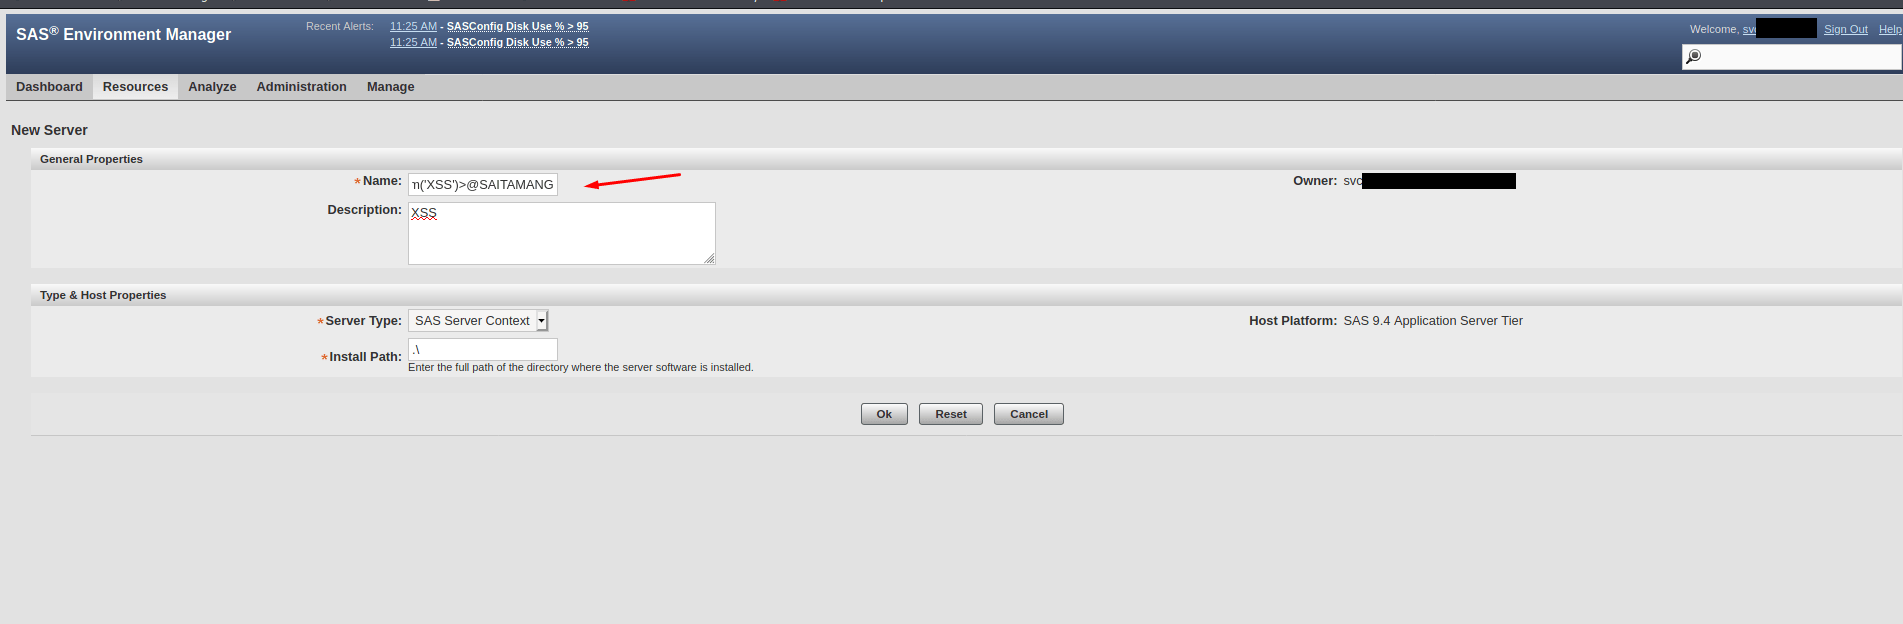 SAS® Environment Manager
Recent Alerts: 11:25 AM - SASConfig Disk Use % > 95
11:25 AM - SASConfig Disk Use % > 95
Welcome, svc Sign Out Help
Dashboard Resources Analyze Administration Manage
New Server
General Properties
*Name: ('XSS')>@SAITAMANG
Owner: svc
Description: XSS
Type & Host Properties
*Server Type: SAS Server Context
Host Platform: SAS 9.4 Application Server Tier
*Install Path: .\
Enter the full path of the directory where the server software is installed.
Ok Reset Cancel